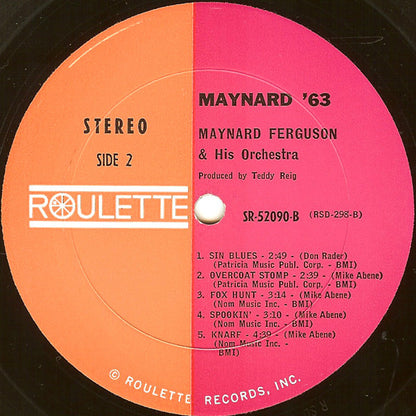 STEREO
SIDE 2
ROULETTE
MAYNARD '63
MAYNARD FERGUSON
& His Orchestra
Produced by Teddy Reig
SR-52090-B (RSD-298-B)
1. SIN BLUES - 2:49 - (Don Rader)
(Patricia Music Publ. Corp. - BMI)
2. OVERCOAT STOMP - 2:39 - (Mike Abene)
(Patricia Music Publ. Corp. - BMI)
3. FOX HUNT - 3:14 - (Mike Abene)
(Nom Music Inc. - BMI)
4. SPOOKIN' - 3:10 - (Mike Abene)
(Nom Music Inc. - BMI)
5. KNARF - 4:39 - (Mike Abene)
(Nom Music Inc. -
BMI)
© ROULETTE RECORDS, INC.